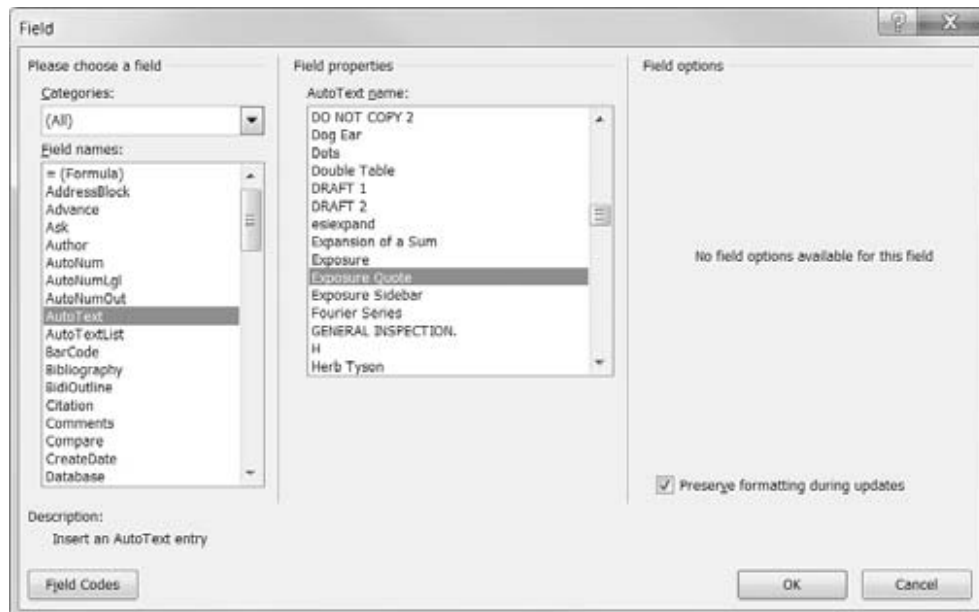 Field
Please choose a field
Categories:
(All)
Field names:
= (Formula)
AddressBlock
Advance
Ask
Author
AutoNum
AutoNumLgl
AutoNumOut
AutoText
AutoTextList
BarCode
Bibliography
BidiOutline
Citation
Comments
Compare
CreateDate
Database
Field properties
AutoText name:
DO NOT COPY 2
Dog Ear
Dots
Double Table
DRAFT 1
DRAFT 2
esiexpand
Expansion of a Sum
Exposure
Exposure Quote
Exposure Sidebar
Fourier Series
GENERAL INSPECTION.
H
Herb Tyson
Field options
No field options available for this field
Preserve formatting during updates
Description:
Insert an AutoText entry
Field Codes
OK
Cancel